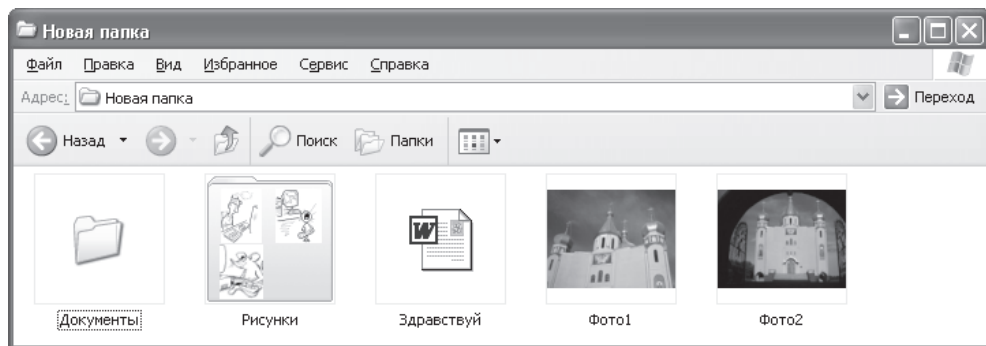 Новая папка
Файл Правка Вид Избранное Сервис Справка
Адрес: Новая папка Переход
Назад Поиск Папки
Документы Рисунки Здравствуй Фото1 Фото2